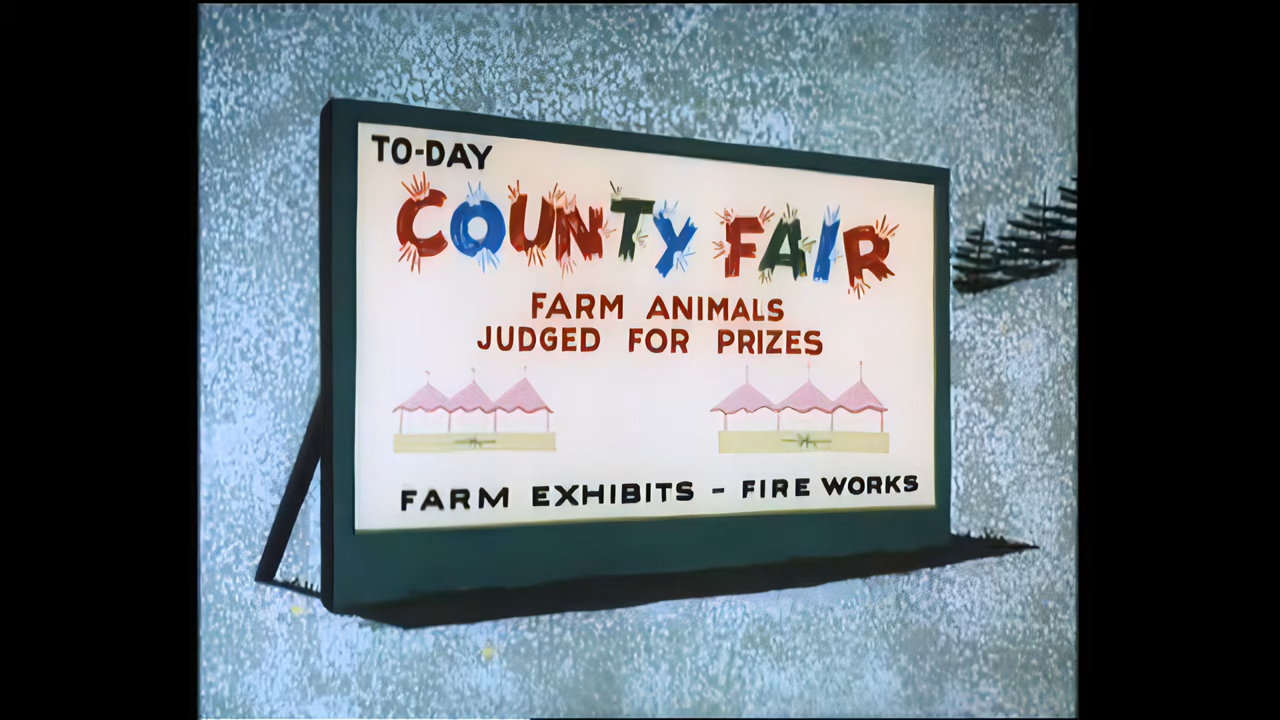 TO-DAY
COUNTY FAIR
FARM ANIMALS
JUDGED FOR PRIZES
FARM EXHIBITS - FIRE WORKS